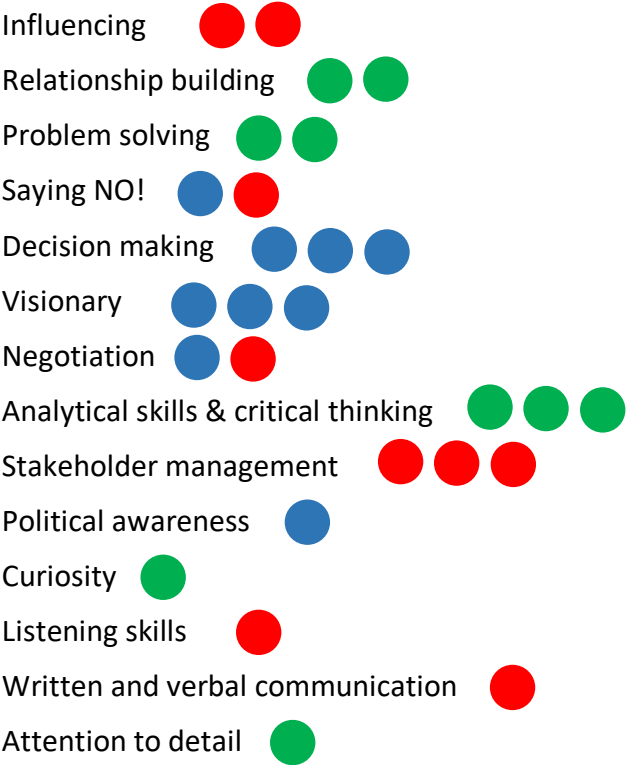 Influencing
Relationship building
Problem solving
Saying NO!
Decision making
Visionary
Negotiation
Analytical skills & critical thinking
Stakeholder management
Political awareness
Curiosity
Listening skills
Written and verbal communication
Attention to detail